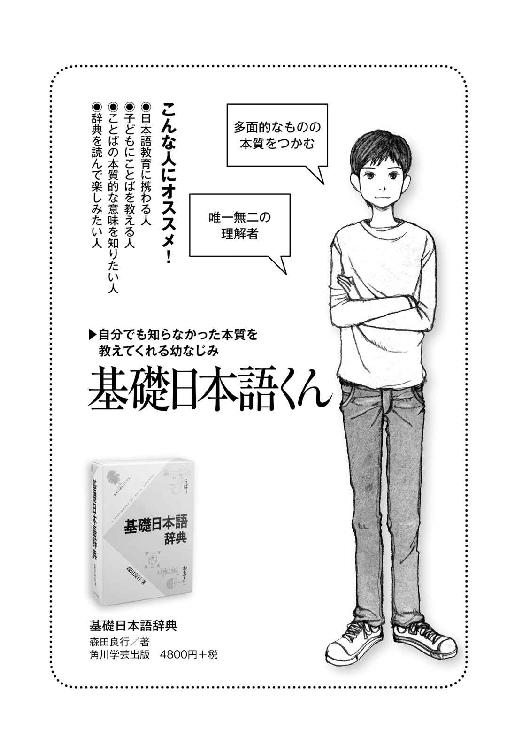 こんな人にオススメ！
◉日本語教育に携わる人
◉子どもにことばを教える人
◉ことばの本質的な意味を知りたい人
◉辞典を読んで楽しみたい人
多面的なものの
本質をつかむ
唯一無二の
理解者
▶自分でも知らなかった本質を
教えてくれる幼なじみ
基礎日本語くん
基礎日本語辞典
基礎日本語
辞典
基礎日本語辞典
森田良行／著
角川学芸出版　4800円＋税